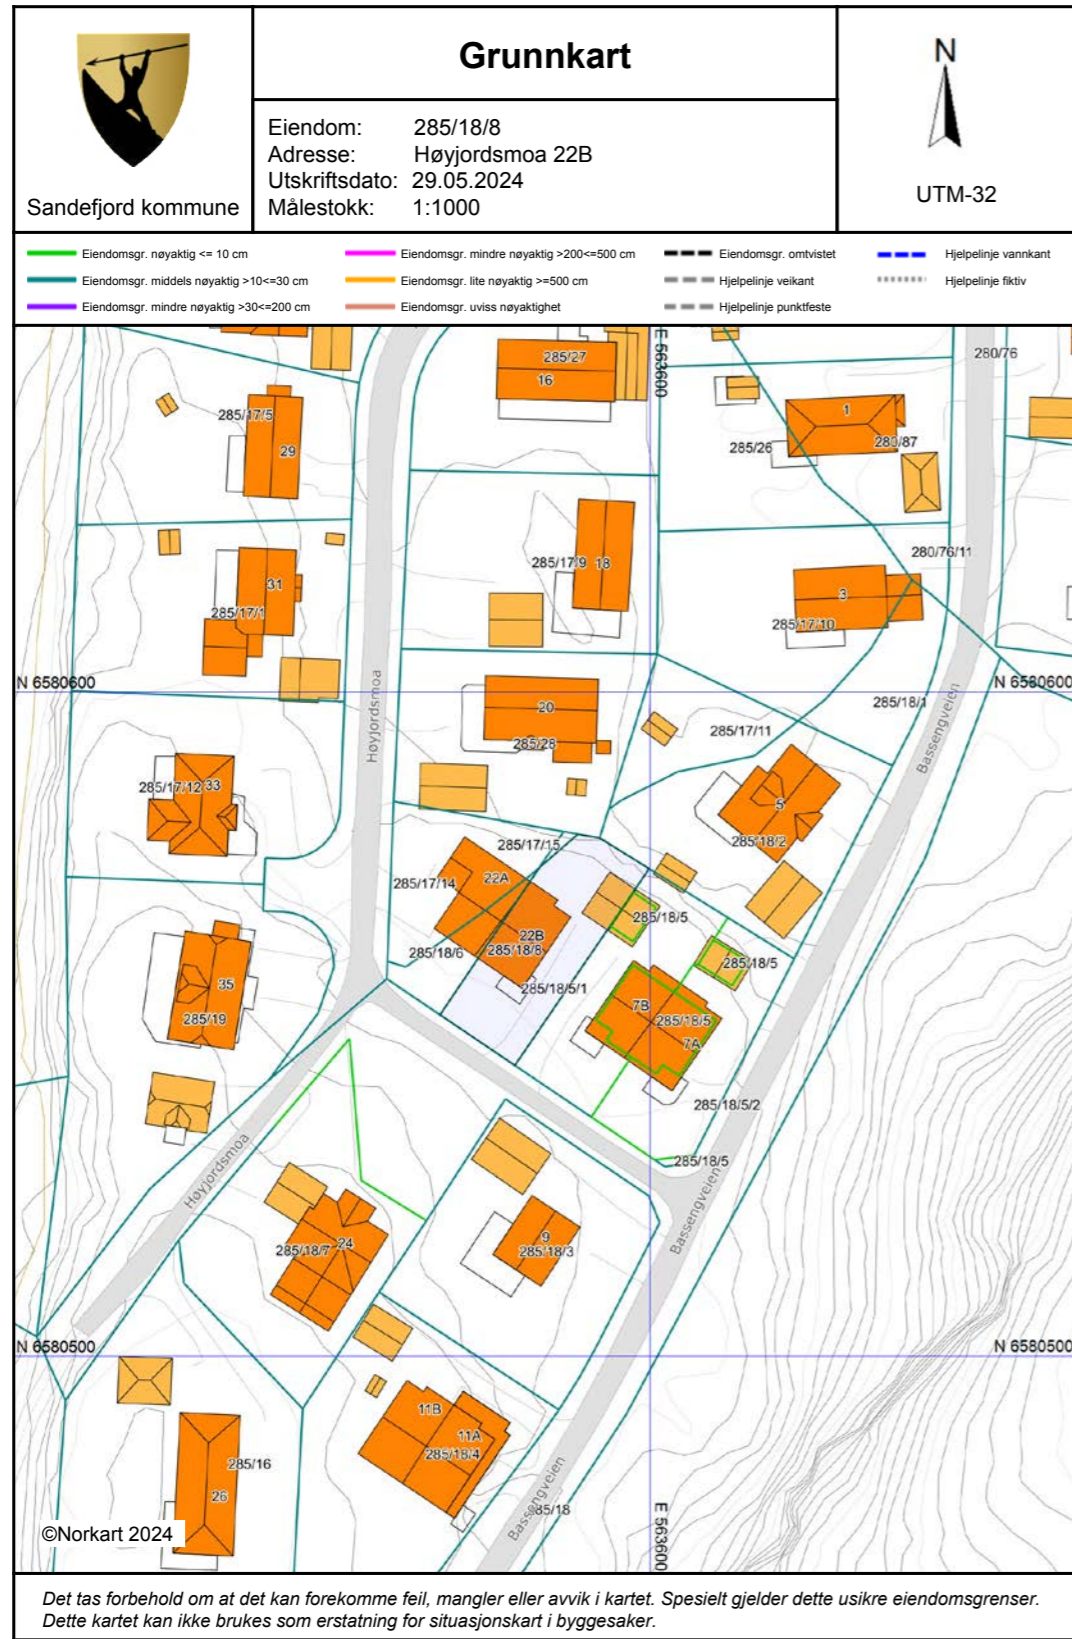 Sandefjord kommune
Grunnkart
Eiendom: 285/18/8
Adresse: Høyjordsmoa 22B
Utskriftsdato: 29.05.2024
Målestokk: 1:1000
N
UTM-32
Eiendomsgr. nøyaktig <= 10 cm
Eiendomsgr. middels nøyaktig >10<=30 cm
Eiendomsgr. mindre nøyaktig >30<=200 cm
Eiendomsgr. mindre nøyaktig >200<=500 cm
Eiendomsgr. lite nøyaktig >=500 cm
Eiendomsgr. uviss nøyaktighet
Eiendomsgr. omtvistet
Hjelpelinje veikant
Hjelpelinje punktfeste
Hjelpelinje vannkant
Hjelpelinje fiktiv
285/27
16
E 563600
280/76
285/17/5
29
1
285/26
280/87
280/76/11
285/17/9 18
31
285/17/1
3
285/17/10
N 6580600
N 6580600
Høyjordsmoa
20
285/28
285/18/1
Bassengveien
285/17/11
285/17/12 33
5
285/18/2
285/17/15
285/17/14
22A
285/18/5
22B
285/18/8
285/18/6
285/18/5
35
285/19
285/18/5/1
7B
285/18/5
7A
285/18/5/2
285/18/5
Høyjordsmoa
Bassengveien
24
285/18/7
9
285/18/3
N 6580500
N 6580500
11B
11A
285/18/4
285/16
26
Bassengveien
285/18
E 563600
©Norkart 2024
Det tas forbehold om at det kan forekomme feil, mangler eller avvik i kartet. Spesielt gjelder dette usikre eiendomsgrenser.
Dette kartet kan ikke brukes som erstatning for situasjonskart i byggesaker.